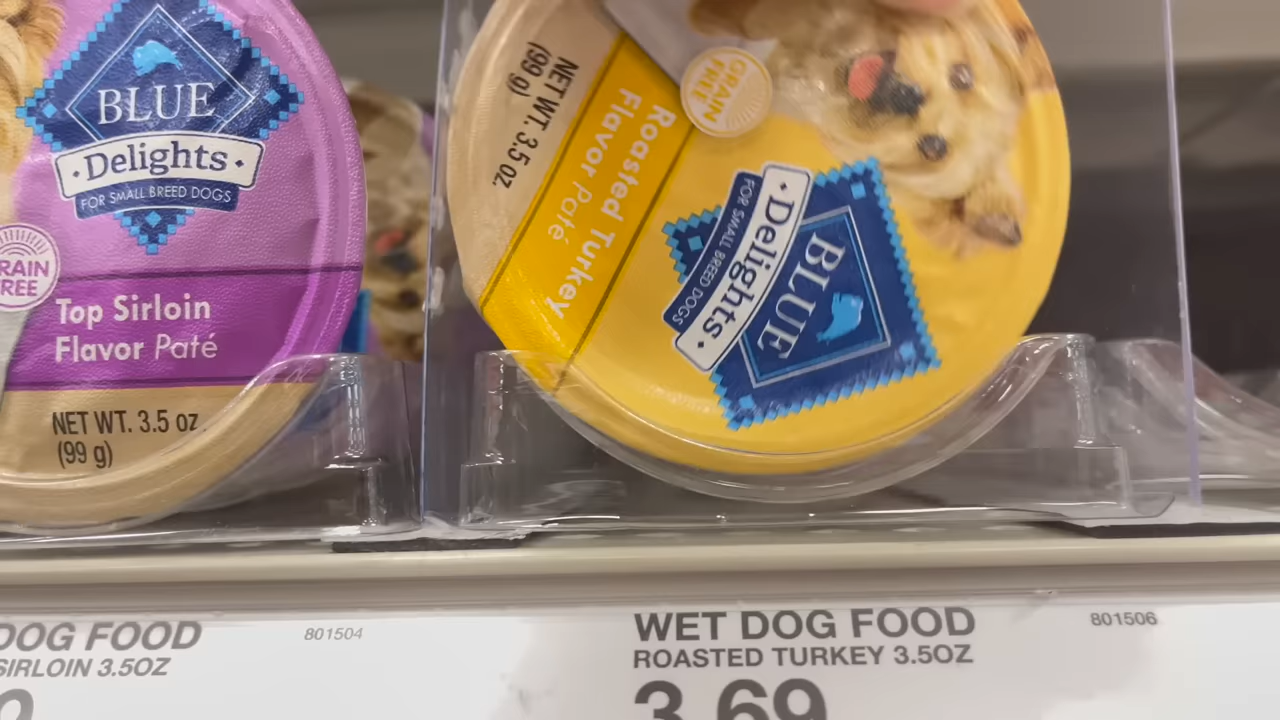 BLUE
Delights
FOR SMALL BREED DOGS
RAIN
FREE
Top Sirloin
Flavor Paté
NET WT. 3.5 oz
(99 g)
NET WT. 3.5 oz
(99 g)
Roasted Turkey
Flavor Paté
GRAIN
FREE
BLUE
Delights
FOR SMALL BREED DOGS
DOG FOOD
SIRLOIN 3.5OZ
801504
WET DOG FOOD
ROASTED TURKEY 3.5OZ
801506
3.69